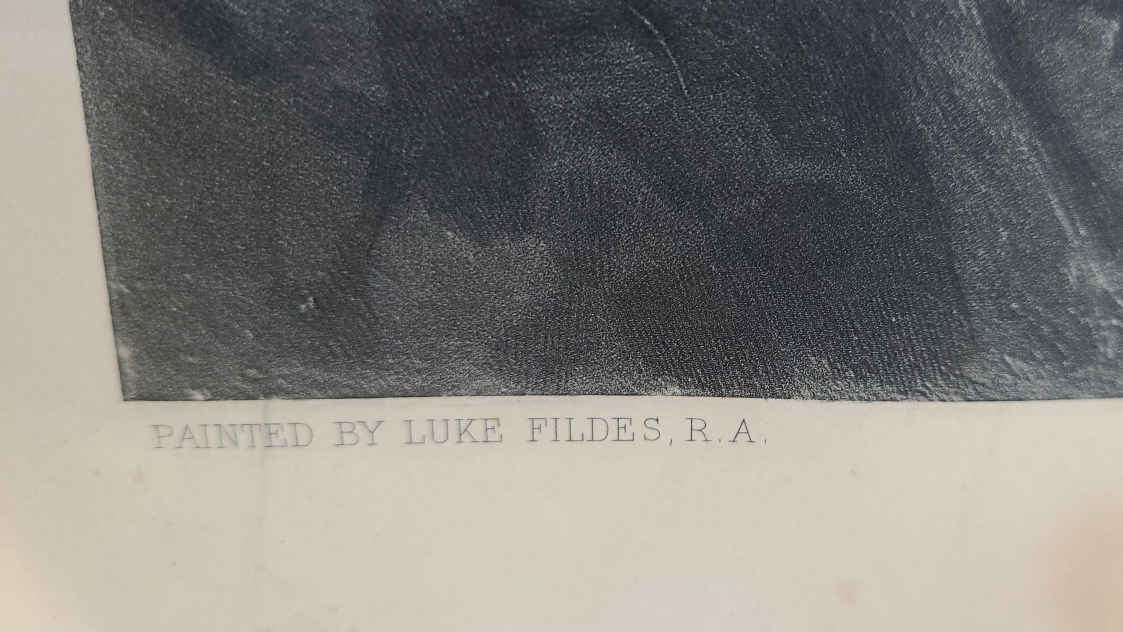 PAINTED BY LUKE FILDES, R.A.